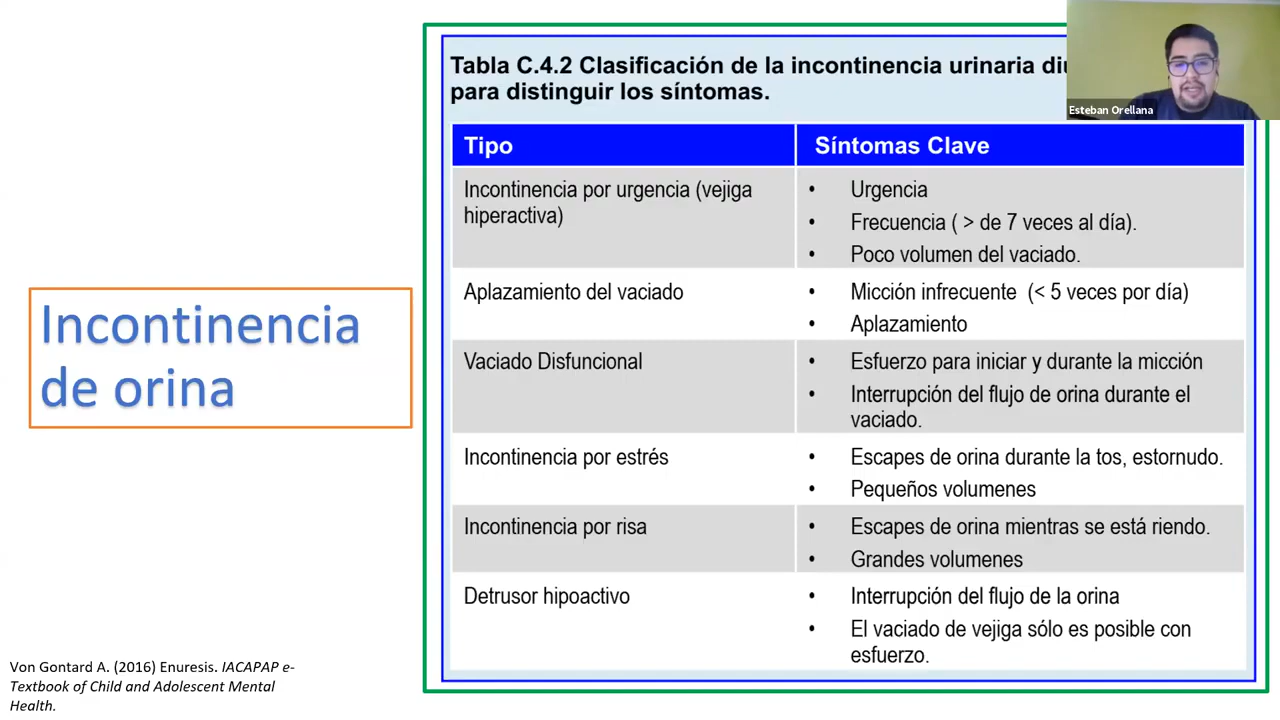 Incontinencia
de orina
Von Gontard A. (2016) Enuresis. IACAPAP e-
Textbook of Child and Adolescent Mental
Health.
Tabla C.4.2 Clasificación de la incontinencia urinaria
para distinguir los síntomas.
Tipo
Síntomas Clave
Incontinencia por urgencia (vejiga
hiperactiva)
• Urgencia
• Frecuencia ( > de 7 veces al día).
• Poco volumen del vaciado.
Aplazamiento del vaciado
• Micción infrecuente (< 5 veces por día)
• Aplazamiento
Vaciado Disfuncional
• Esfuerzo para iniciar y durante la micción
• Interrupción del flujo de orina durante el
vaciado.
Incontinencia por estrés
• Escapes de orina durante la tos, estornudo.
• Pequeños volumenes
Incontinencia por risa
• Escapes de orina mientras se está riendo.
• Grandes volumenes
Detrusor hipoactivo
• Interrupción del flujo de la orina
• El vaciado de vejiga sólo es posible con
esfuerzo.
Esteban Orellana